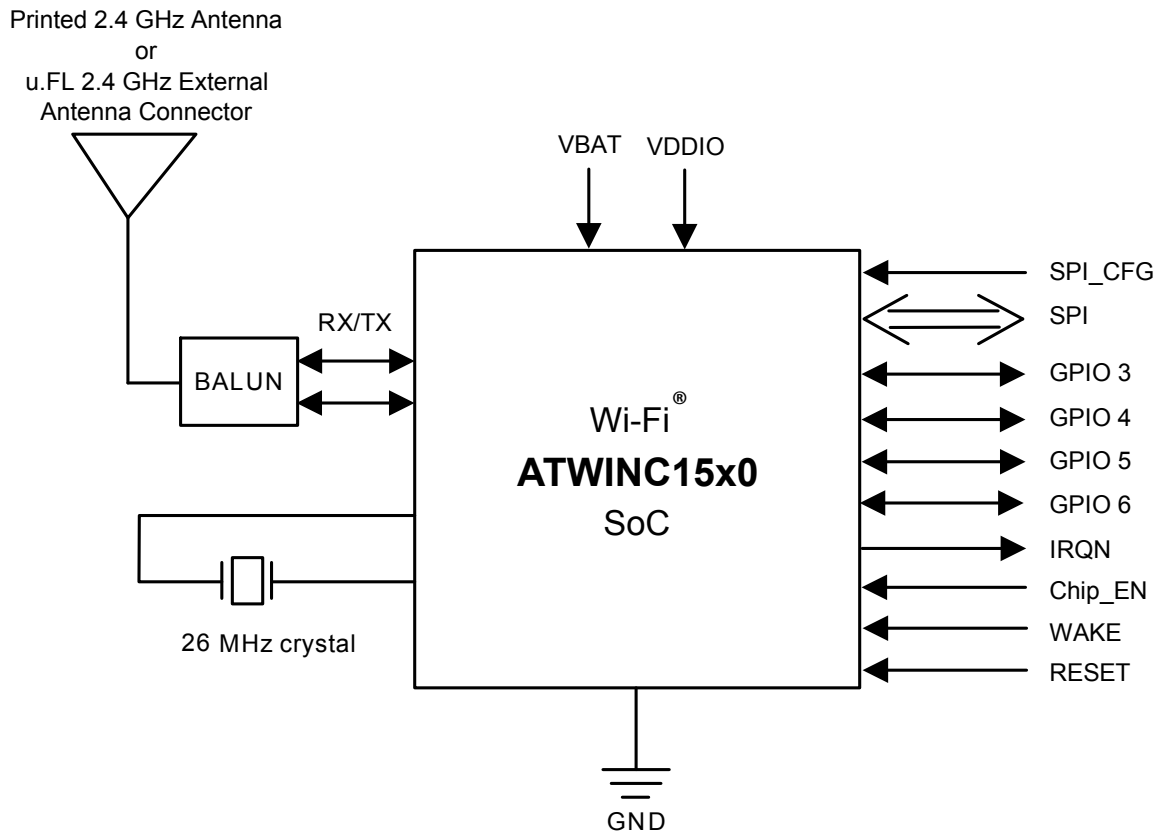 Printed 2.4 GHz Antenna
or
u.FL 2.4 GHz External
Antenna Connector
VBAT
VDDIO
RX/TX
BALUN
Wi-Fi®
ATWINC15x0
SoC
26 MHz crystal
SPI_CFG
SPI
GPIO 3
GPIO 4
GPIO 5
GPIO 6
IRQN
Chip_EN
WAKE
RESET
GND